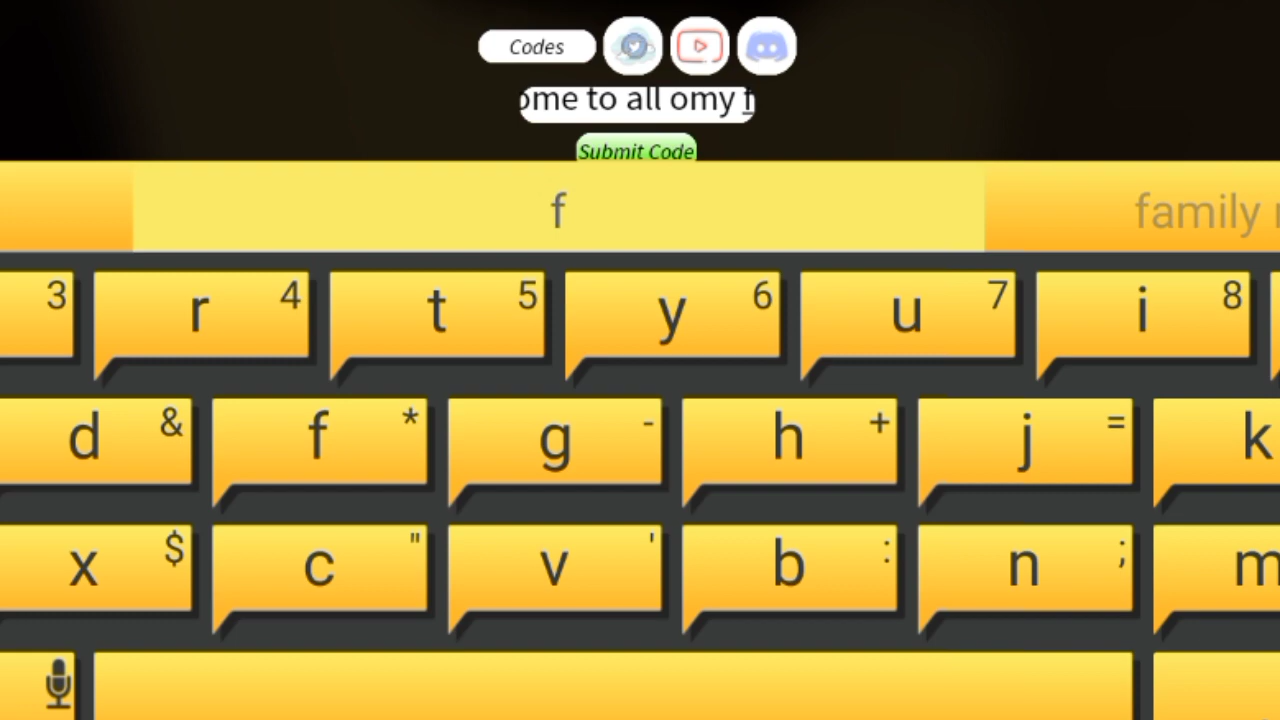 Codes
ome to all omy f
Submit Code
f family
3 r 4 t 5 y 6 u 7 i 8
d & f * g - h + j = k
x $ c " v ' b : n ; m